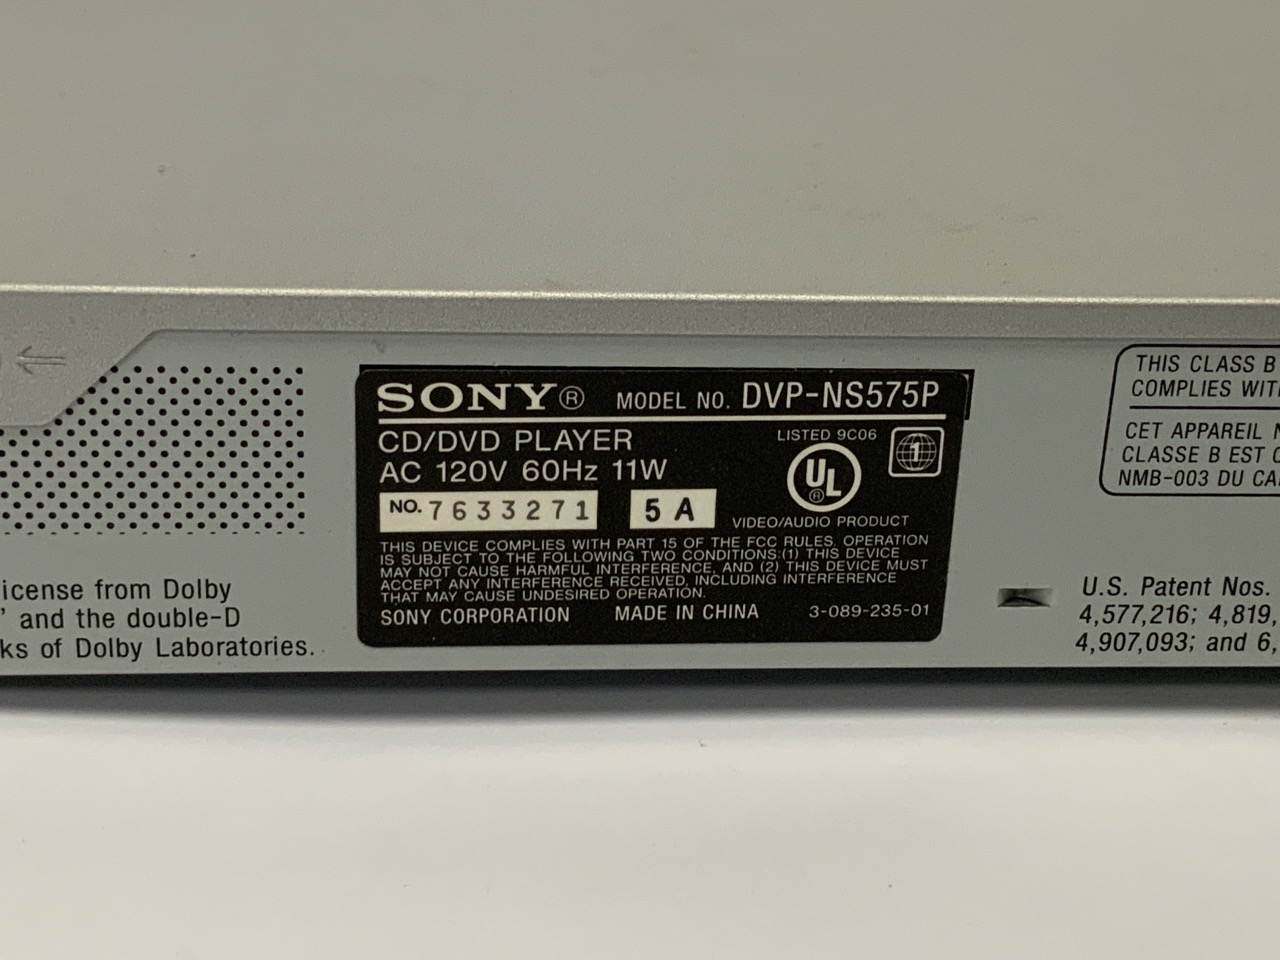 SONY® MODEL NO. DVP-NS575P
CD/DVD PLAYER
AC 120V 60Hz 11W
LISTED 9C06
UL ®
1
NO. 7633271
5 A
VIDEO/AUDIO PRODUCT
THIS DEVICE COMPLIES WITH PART 15 OF THE FCC RULES. OPERATION
IS SUBJECT TO THE FOLLOWING TWO CONDITIONS:(1) THIS DEVICE
MAY NOT CAUSE HARMFUL INTERFERENCE, AND (2) THIS DEVICE MUST
ACCEPT ANY INTERFERENCE RECEIVED, INCLUDING INTERFERENCE
THAT MAY CAUSE UNDESIRED OPERATION.
SONY CORPORATION MADE IN CHINA 3-089-235-01
icense from Dolby
" and the double-D
ks of Dolby Laboratories.
THIS CLASS B
COMPLIES WITH
CET APPAREIL N
CLASSE B EST C
NMB-003 DU CA
U.S. Patent Nos.
4,577,216; 4,819,
4,907,093; and 6,